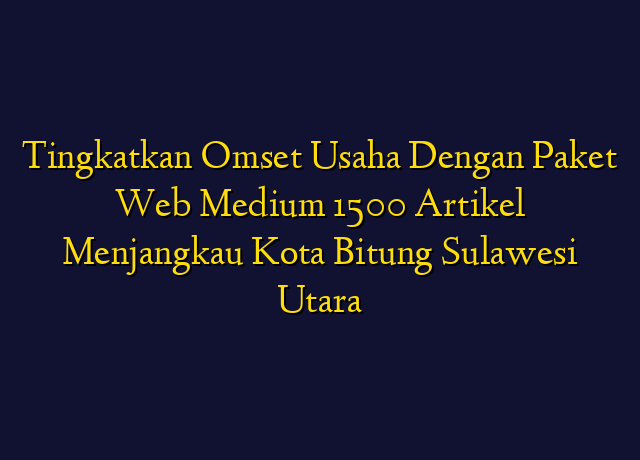 Tingkatkan Omset Usaha Dengan Paket
Web Medium 1500 Artikel
Menjangkau Kota Bitung Sulawesi
Utara